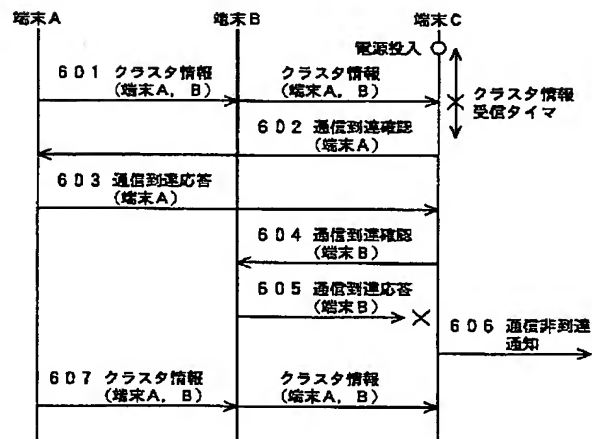 端末A 端末B 端末C
電源投入
601 クラスタ情報
(端末A, B)
クラスタ情報
(端末A, B)
クラスタ情報
受信タイマ
602 通信到達確認
(端末A)
603 通信到達応答
(端末A)
604 通信到達確認
(端末B)
605 通信到達応答
(端末B)
606 通信非到達
通知
607 クラスタ情報
(端末A, B)
クラスタ情報
(端末A, B)